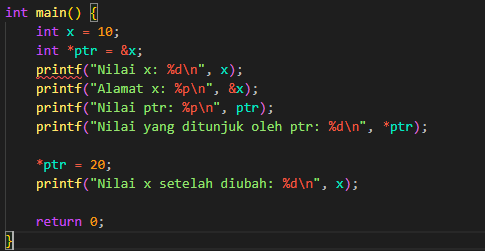 int main() {
    int x = 10;
    int *ptr = &x;
    printf("Nilai x: %d\n", x);
    printf("Alamat x: %p\n", &x);
    printf("Nilai ptr: %p\n", ptr);
    printf("Nilai yang ditunjuk oleh ptr: %d\n", *ptr);

    *ptr = 20;
    printf("Nilai x setelah diubah: %d\n", x);

    return 0;
}